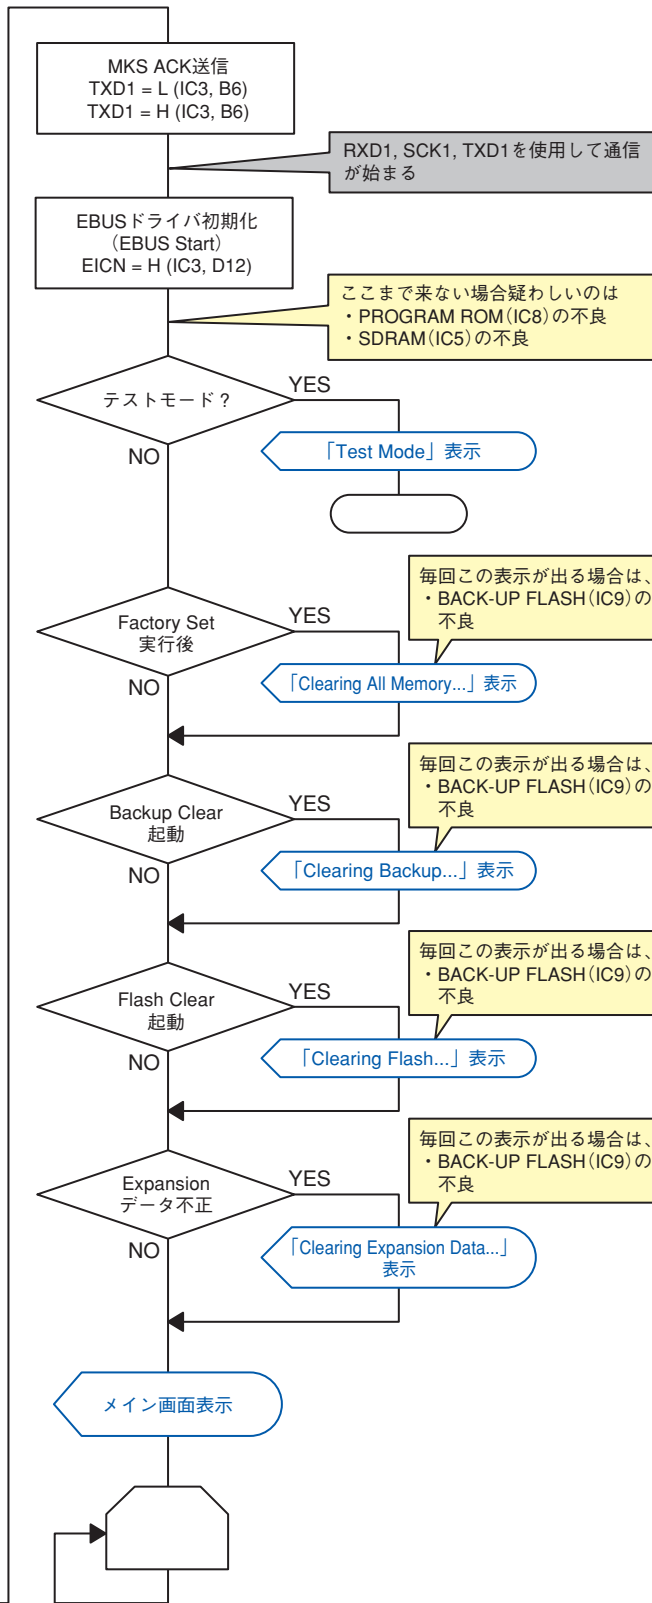 MKS ACK送信
TXD1 = L (IC3, B6)
TXD1 = H (IC3, B6)
RXD1, SCK1, TXD1を使用して通信
が始まる
EBUSドライバ初期化
（EBUS Start）
EICN = H (IC3, D12)
ここまで来ない場合疑わしいのは
・PROGRAM ROM（IC8）の不良
・SDRAM（IC5）の不良
テストモード？
YES
NO
「Test Mode」表示
毎回この表示が出る場合は、
・BACK-UP FLASH（IC9）の
不良
Factory Set
実行後
YES
NO
「Clearing All Memory...」表示
毎回この表示が出る場合は、
・BACK-UP FLASH（IC9）の
不良
Backup Clear
起動
YES
NO
「Clearing Backup...」表示
毎回この表示が出る場合は、
・BACK-UP FLASH（IC9）の
不良
Flash Clear
起動
YES
NO
「Clearing Flash...」表示
毎回この表示が出る場合は、
・BACK-UP FLASH（IC9）の
不良
Expansion
データ不正
YES
NO
「Clearing Expansion Data...」
表示
メイン画面表示